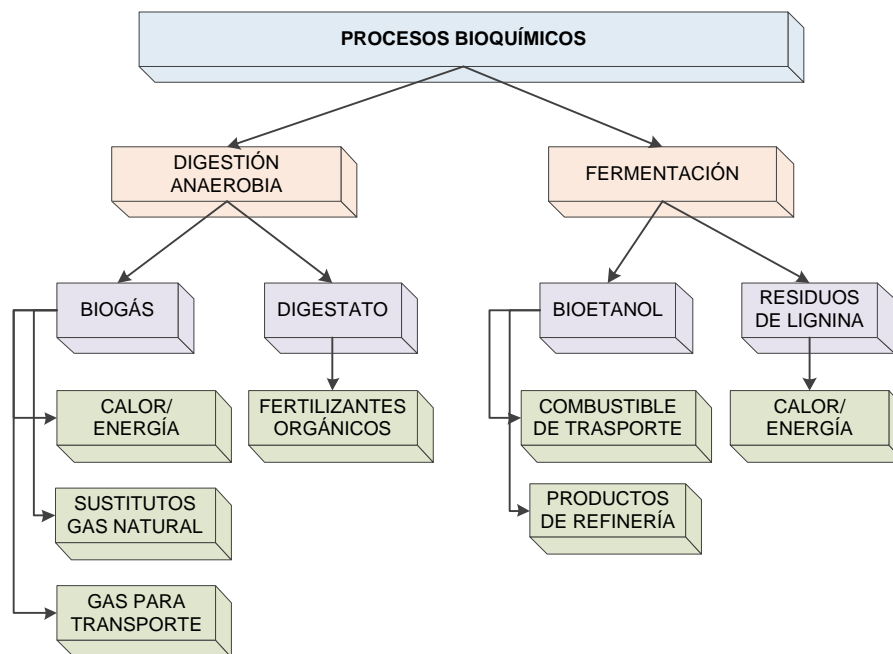 PROCESOS BIOQUÍMICOS
DIGESTIÓN
ANAEROBIA
FERMENTACIÓN
BIOGÁS
DIGESTATO
BIOETANOL
RESIDUOS
DE LIGNINA
CALOR/
ENERGÍA
FERTILIZANTES
ORGÁNICOS
COMBUSTIBLE
DE TRASPORTE
CALOR/
ENERGÍA
SUSTITUTOS
GAS NATURAL
PRODUCTOS
DE REFINERÍA
GAS PARA
TRANSPORTE